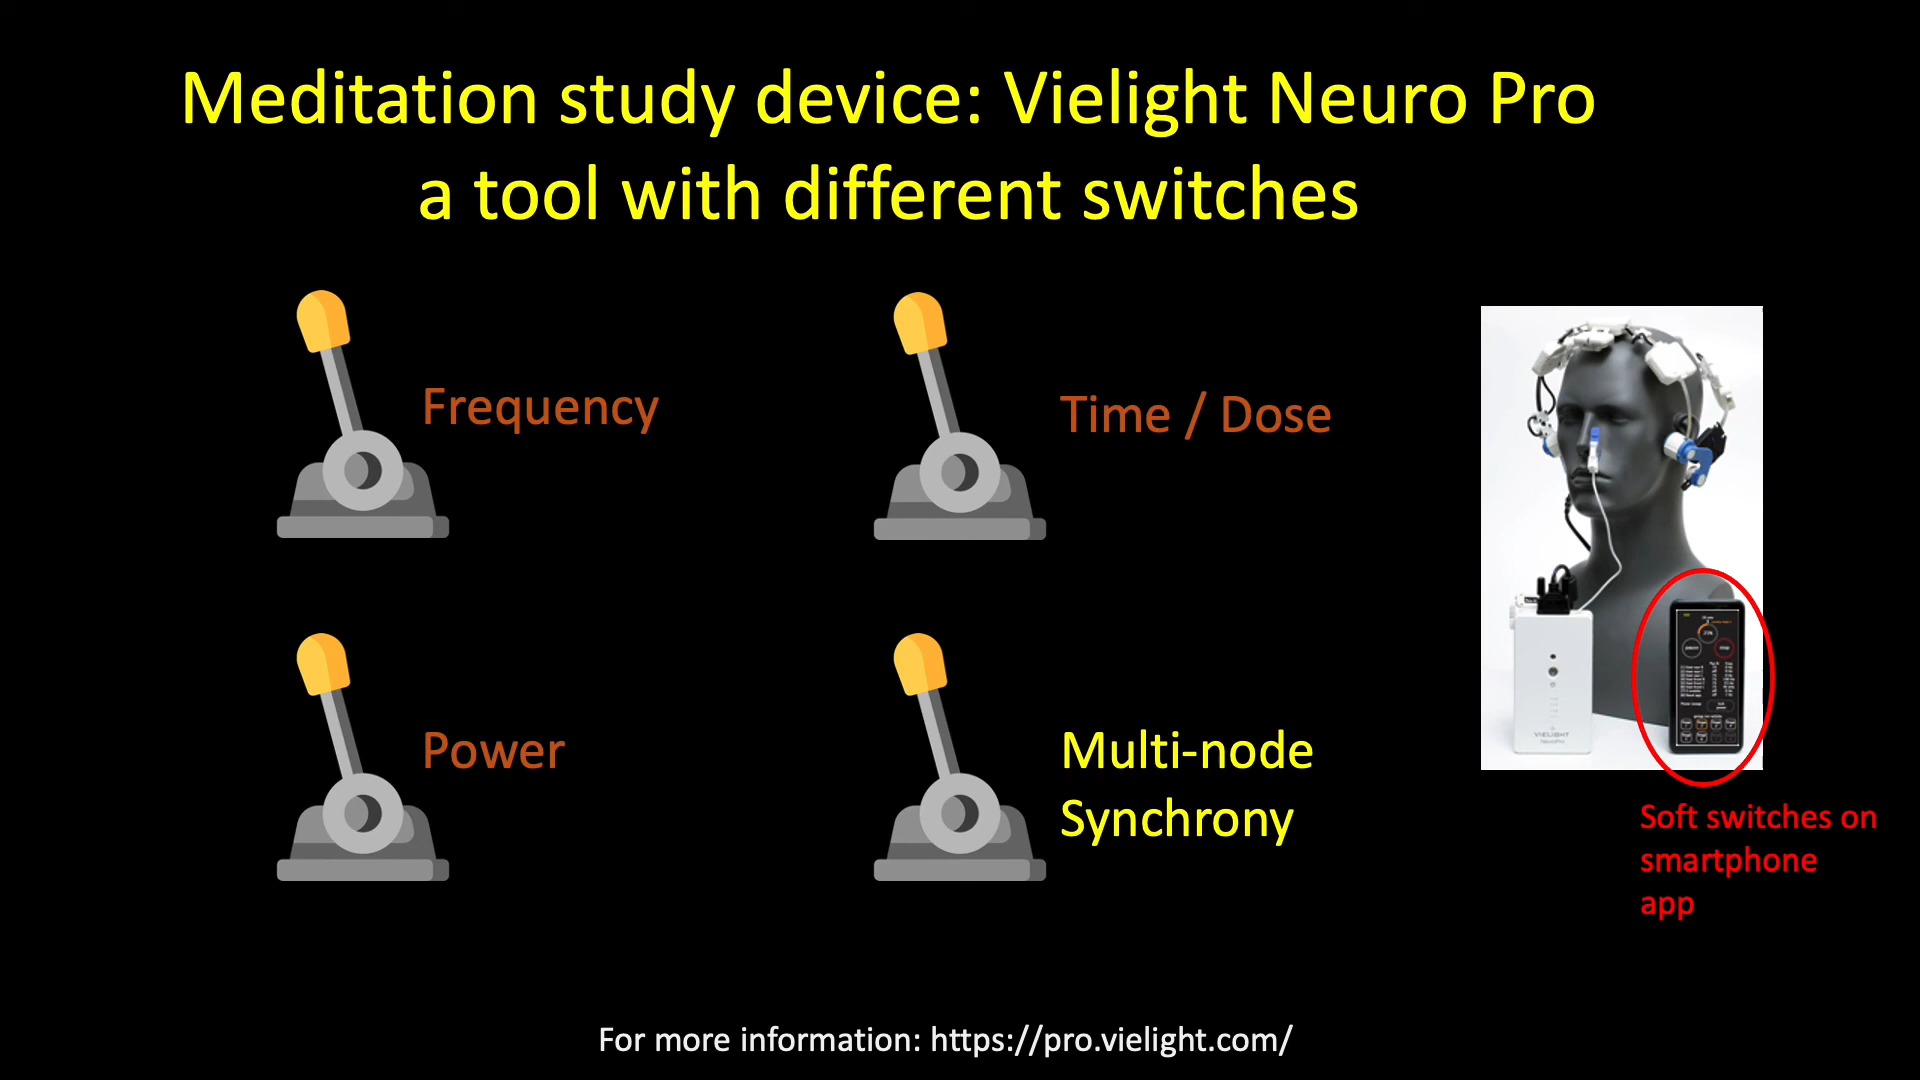 Meditation study device: Vielight Neuro Pro
a tool with different switches
Frequency
Time / Dose
Power
Multi-node
Synchrony
VIELIGHT
Soft switches on
smartphone
app
For more information: https://pro.vielight.com/